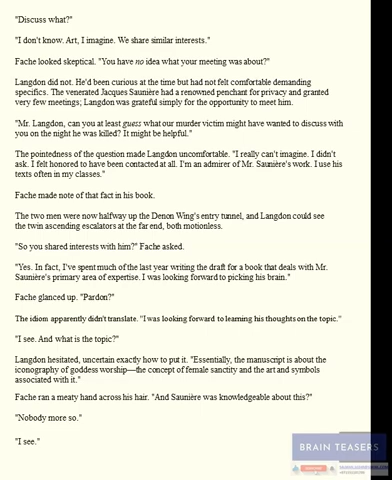 "Discuss what?"
"I don't know. Art, I imagine. We share similar interests."
Fache looked skeptical. "You have no idea what your meeting was about?"
Langdon did not. He'd been curious at the time but had not felt comfortable demanding
specifics. The venerated Jacques Saunière had a renowned penchant for privacy and granted
very few meetings; Langdon was grateful simply for the opportunity to meet him.
"Mr. Langdon, can you at least guess what our murder victim might have wanted to discuss with
you on the night he was killed? It might be helpful."
The pointedness of the question made Langdon uncomfortable. "I really can't imagine. I didn't
ask. I felt honored to have been contacted at all. I'm an admirer of Mr. Saunière's work. I use his
texts often in my classes."
Fache made note of that fact in his book.
The two men were now halfway up the Denon Wing's entry tunnel, and Langdon could see
the twin ascending escalators at the far end, both motionless.
"So you shared interests with him?" Fache asked.
"Yes. In fact, I've spent much of the last year writing the draft for a book that deals with Mr.
Saunière's primary area of expertise. I was looking forward to picking his brain."
Fache glanced up. "Pardon?"
The idiom apparently didn't translate. "I was looking forward to learning his thoughts on the topic."
"I see. And what is the topic?"
Langdon hesitated, uncertain exactly how to put it. "Essentially, the manuscript is about the
iconography of goddess worship—the concept of female sanctity and the art and symbols
associated with it."
Fache ran a meaty hand across his hair. "And Saunière was knowledgeable about this?"
"Nobody more so."
"I see."
BRAIN TEASERS